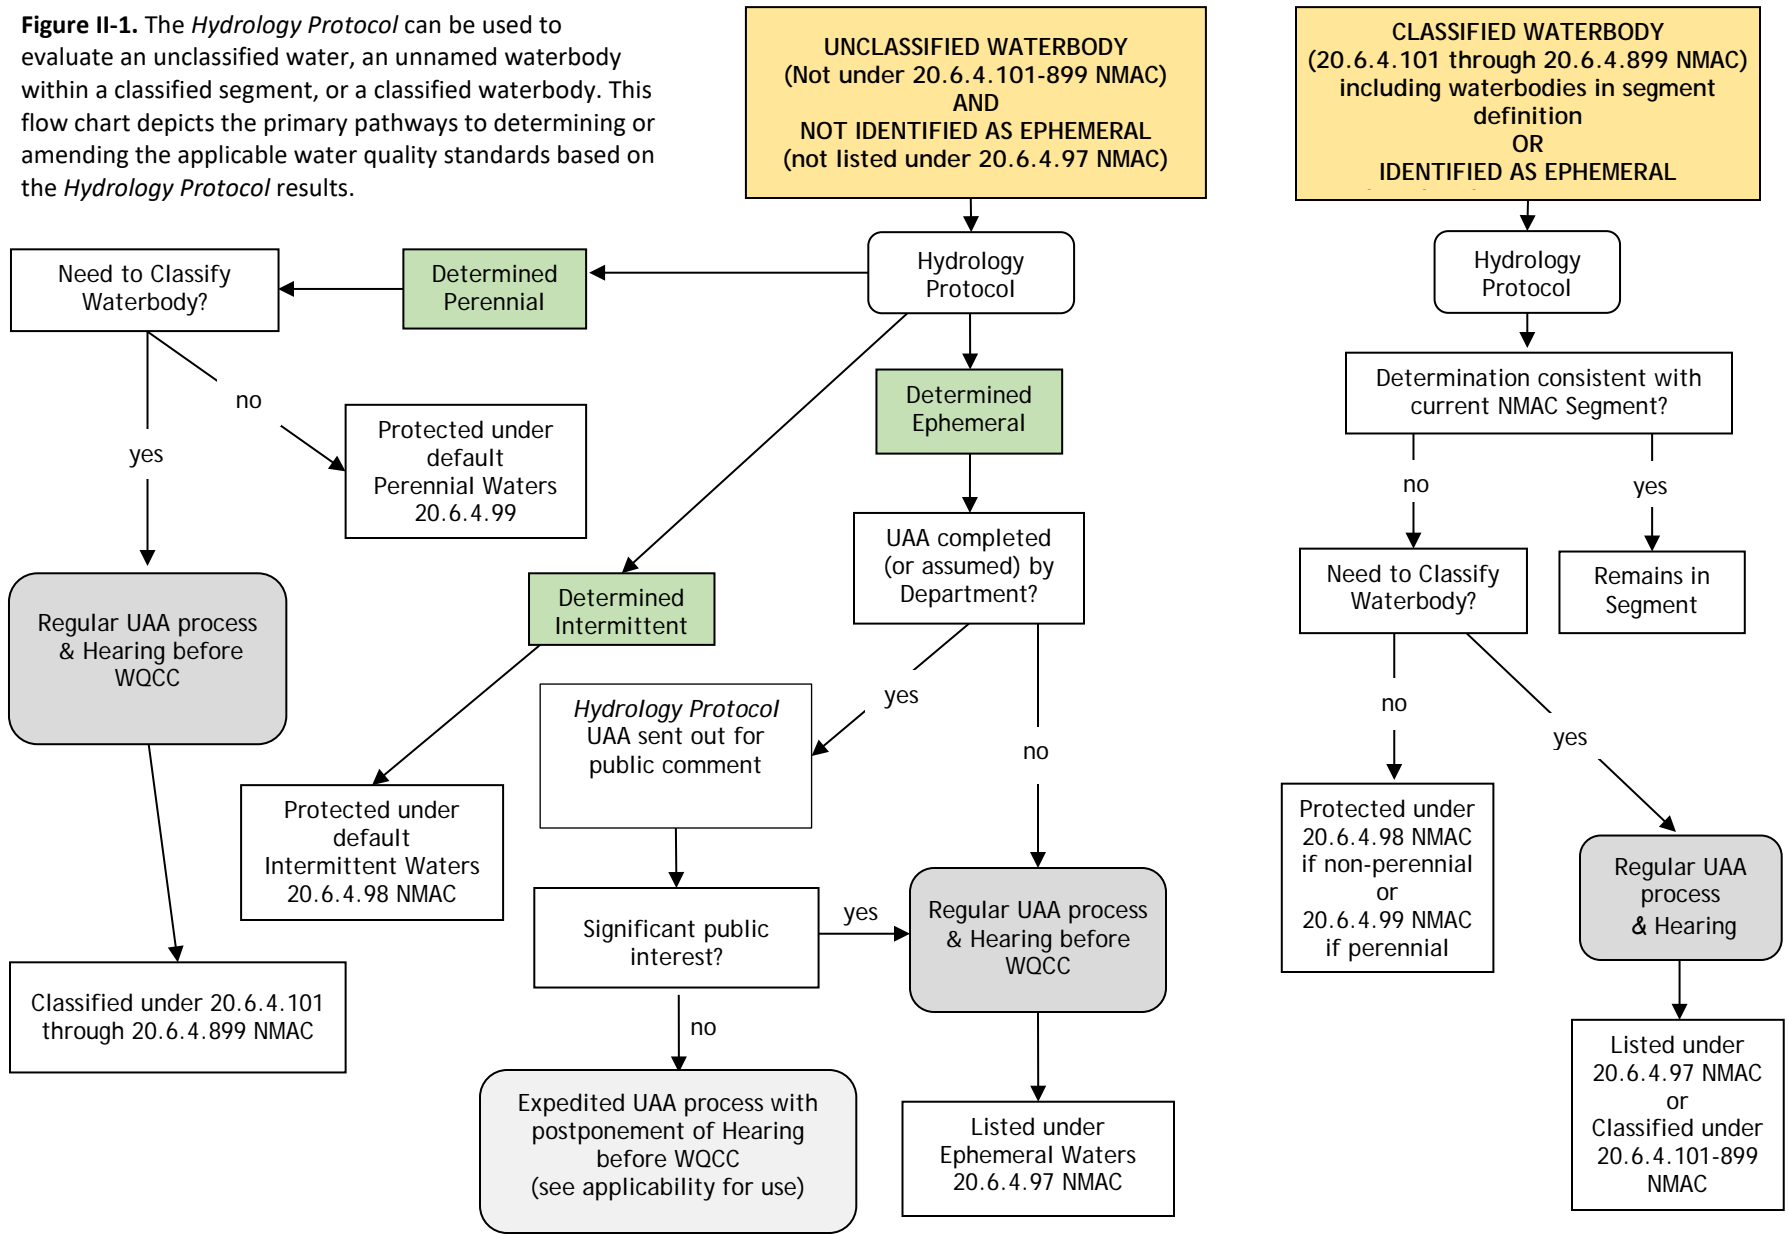 Figure II-1. The Hydrology Protocol can be used to
evaluate an unclassified water, an unnamed waterbody
within a classified segment, or a classified waterbody. This
flow chart depicts the primary pathways to determining or
amending the applicable water quality standards based on
the Hydrology Protocol results.
UNCLASSIFIED WATERBODY
(Not under 20.6.4.101-899 NMAC)
AND
NOT IDENTIFIED AS EPHEMERAL
(not listed under 20.6.4.97 NMAC)
CLASSIFIED WATERBODY
(20.6.4.101 through 20.6.4.899 NMAC)
including waterbodies in segment
definition
OR
IDENTIFIED AS EPHEMERAL
Need to Classify
Waterbody?
Determined
Perennial
Hydrology
Protocol
Hydrology
Protocol
no
yes
Protected under
default
Perennial Waters
20.6.4.99
Determined
Ephemeral
Determination consistent with
current NMAC Segment?
no
yes
UAA completed
(or assumed) by
Department?
Need to Classify
Waterbody?
Remains in
Segment
Regular UAA process
& Hearing before
WQCC
Determined
Intermittent
yes
no
Hydrology Protocol
UAA sent out for
public comment
no
yes
Protected under
default
Intermittent Waters
20.6.4.98 NMAC
Protected under
20.6.4.98 NMAC
if non-perennial
or
20.6.4.99 NMAC
if perennial
Regular UAA
process
& Hearing
Significant public
interest?
yes
Regular UAA process
& Hearing before
WQCC
no
Classified under 20.6.4.101
through 20.6.4.899 NMAC
Expedited UAA process with
postponement of Hearing
before WQCC
(see applicability for use)
Listed under
Ephemeral Waters
20.6.4.97 NMAC
Listed under
20.6.4.97 NMAC
or
Classified under
20.6.4.101-899
NMAC